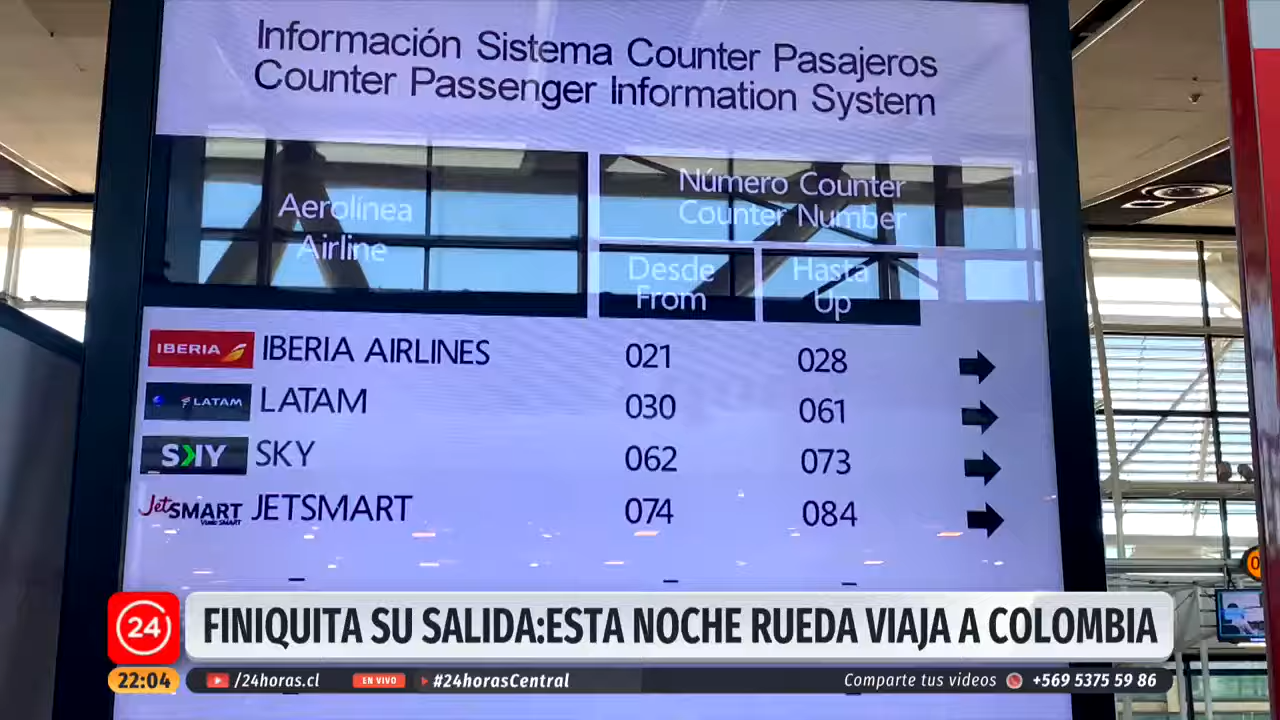 Información Sistema Counter Pasajeros
Counter Passenger Information System
Aerolínea
Airline
Número Counter
Counter Number
Desde
From
Hasta
Up
IBERIA IBERIA AIRLINES 021 028
LATAM LATAM 030 061
SKY SKY 062 073
JetSMART JETSMART 074 084
24 FINIQUITA SU SALIDA:ESTA NOCHE RUEDA VIAJA A COLOMBIA
22:04 /24horas.cl EN VIVO #24horasCentral Comparte tus videos +569 5375 59 86